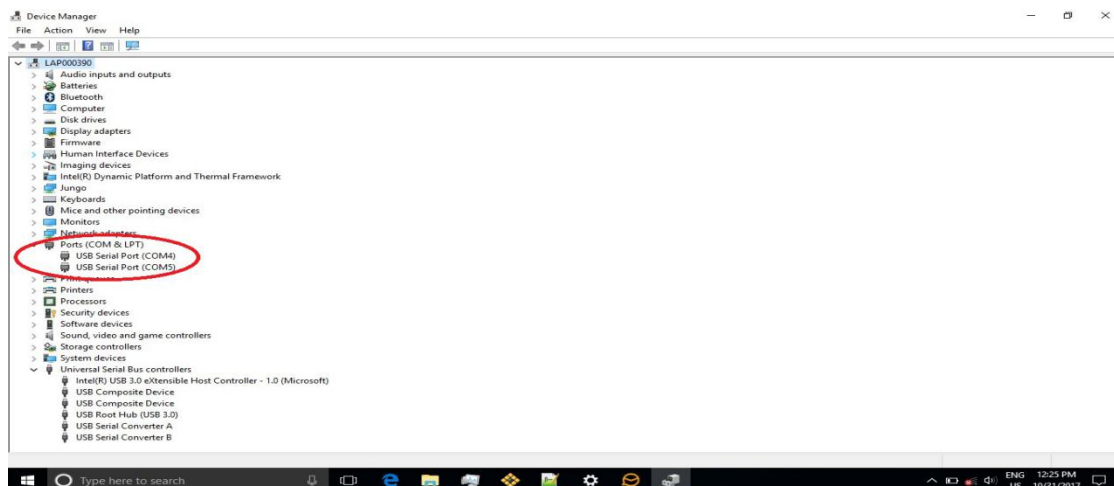 Device Manager
File Action View Help
LAP000390
Audio inputs and outputs
Batteries
Bluetooth
Computer
Disk drives
Display adapters
Firmware
Human Interface Devices
Imaging devices
Intel(R) Dynamic Platform and Thermal Framework
Jungo
Keyboards
Mice and other pointing devices
Monitors
Network adapters
Ports (COM & LPT)
USB Serial Port (COM4)
USB Serial Port (COM5)
Print queues
Printers
Processors
Security devices
Software devices
Sound, video and game controllers
Storage controllers
System devices
Universal Serial Bus controllers
Intel(R) USB 3.0 eXtensible Host Controller - 1.0 (Microsoft)
USB Composite Device
USB Composite Device
USB Root Hub (USB 3.0)
USB Serial Converter A
USB Serial Converter B
Type here to search
ENG 12:25 PM
US 10/31/2017